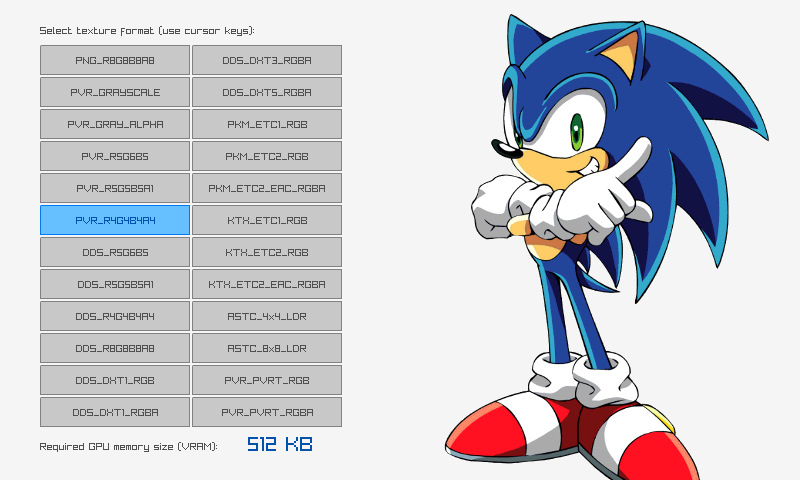 Select texture format (use cursor keys):
PNG_R8G8B8A8
PVR_GRAYSCALE
PVR_GRAY_ALPHA
PVR_R5G6B5
PVR_R5G5B5A1
PVR_R4G4B4A4
DDS_R5G6B5
DDS_R5G5B5A1
DDS_R4G4B4A4
DDS_R8G8B8A8
DDS_DXT1_RGB
DDS_DXT1_RGBA
DDS_DXT3_RGBA
DDS_DXT5_RGBA
PKM_ETC1_RGB
PKM_ETC2_RGB
PKM_ETC2_EAC_RGBA
KTX_ETC1_RGB
KTX_ETC2_RGB
KTX_ETC2_EAC_RGBA
ASTC_4x4_LDR
ASTC_8x8_LDR
PVR_PVRT_RGB
PVR_PVRT_RGBA
Required GPU memory size (VRAM): 512 KB